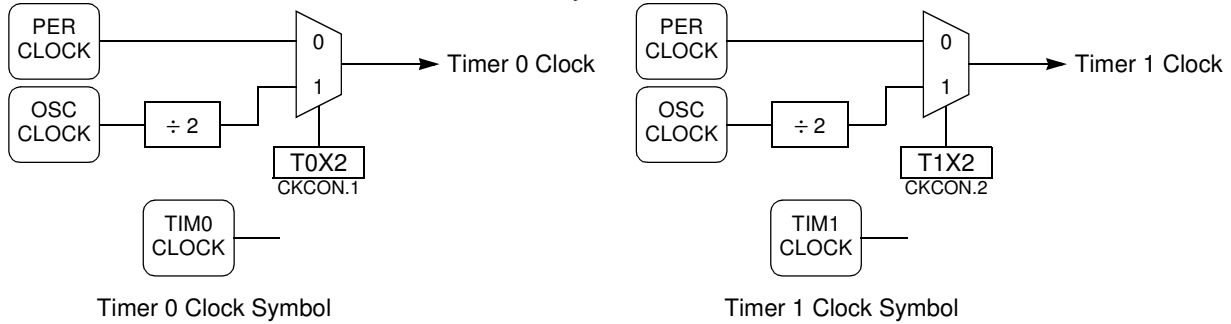 PER
CLOCK
0
Timer 0 Clock
1
OSC
CLOCK
÷ 2
T0X2
CKCON.1
TIM0
CLOCK
Timer 0 Clock Symbol
PER
CLOCK
0
Timer 1 Clock
1
OSC
CLOCK
÷ 2
T1X2
CKCON.2
TIM1
CLOCK
Timer 1 Clock Symbol